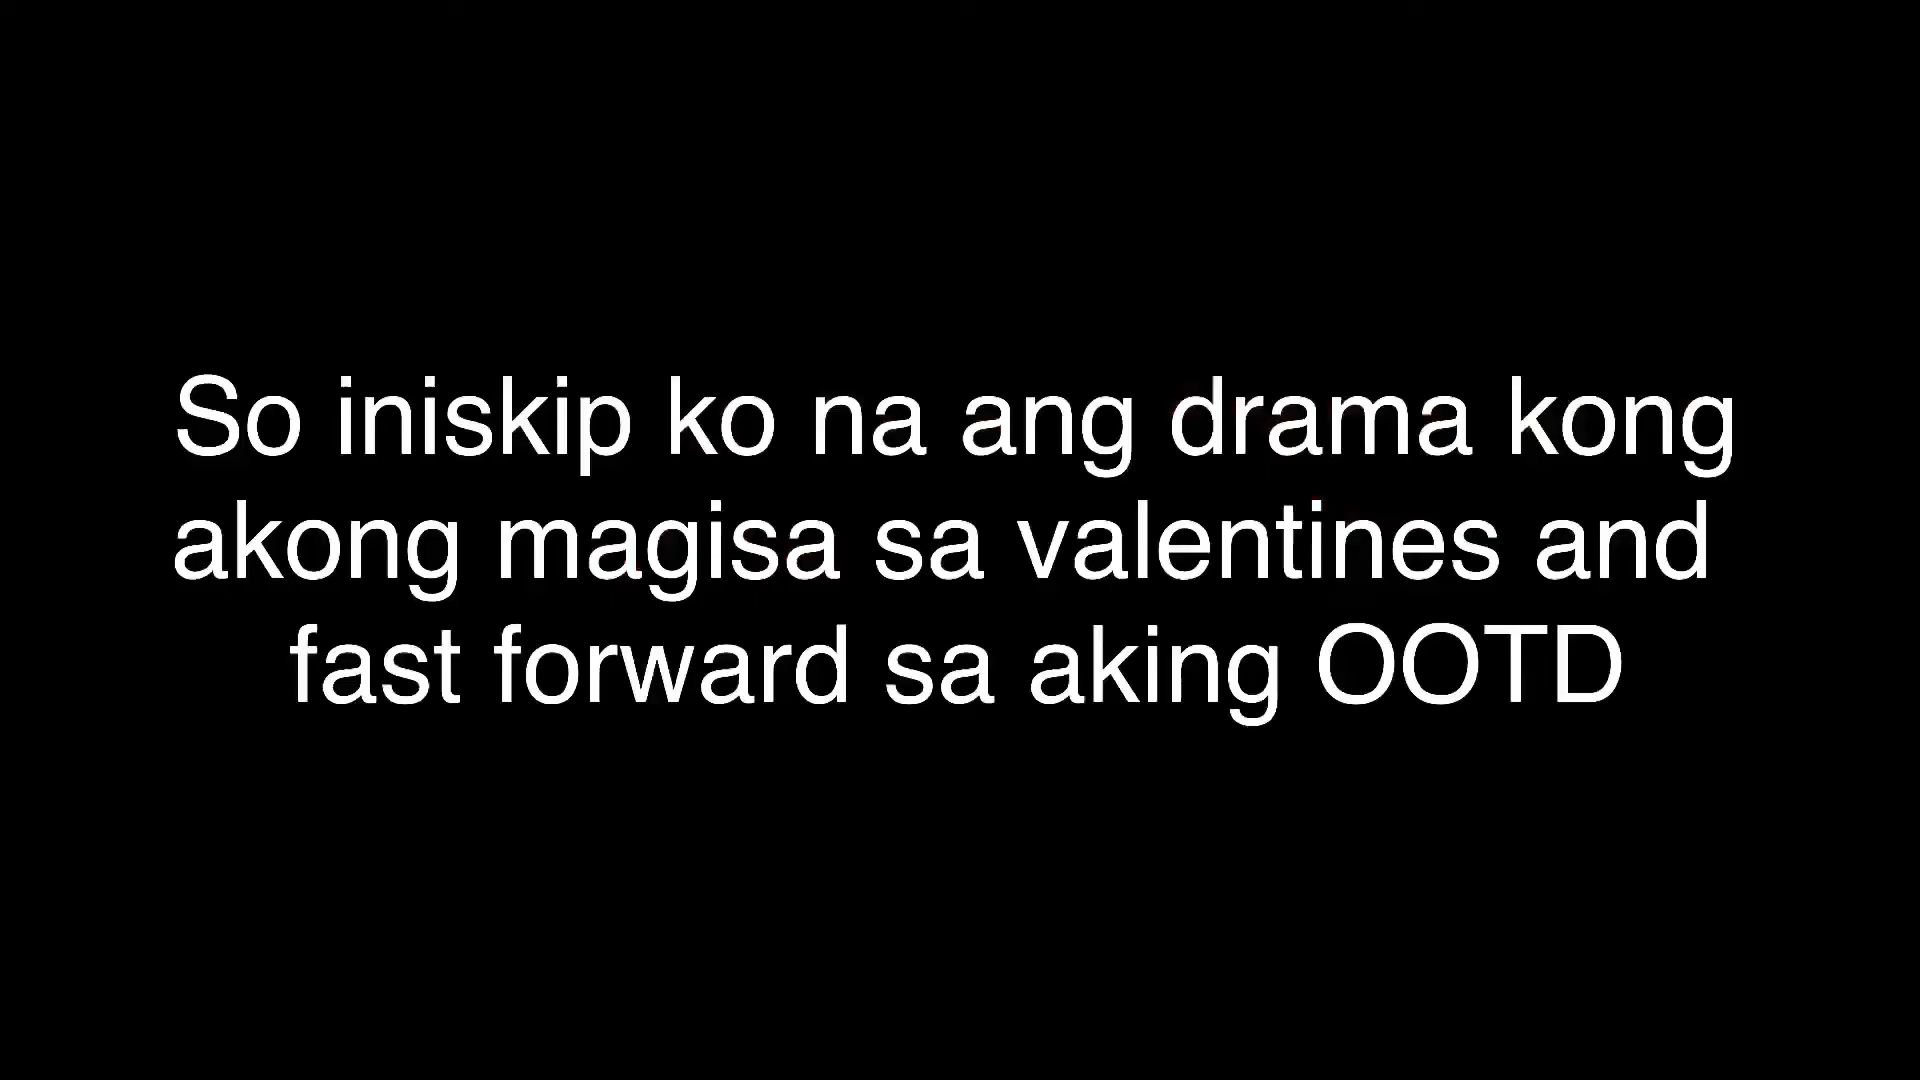 So iniskip ko na ang drama kong
akong magisa sa valentines and
fast forward sa aking OOTD